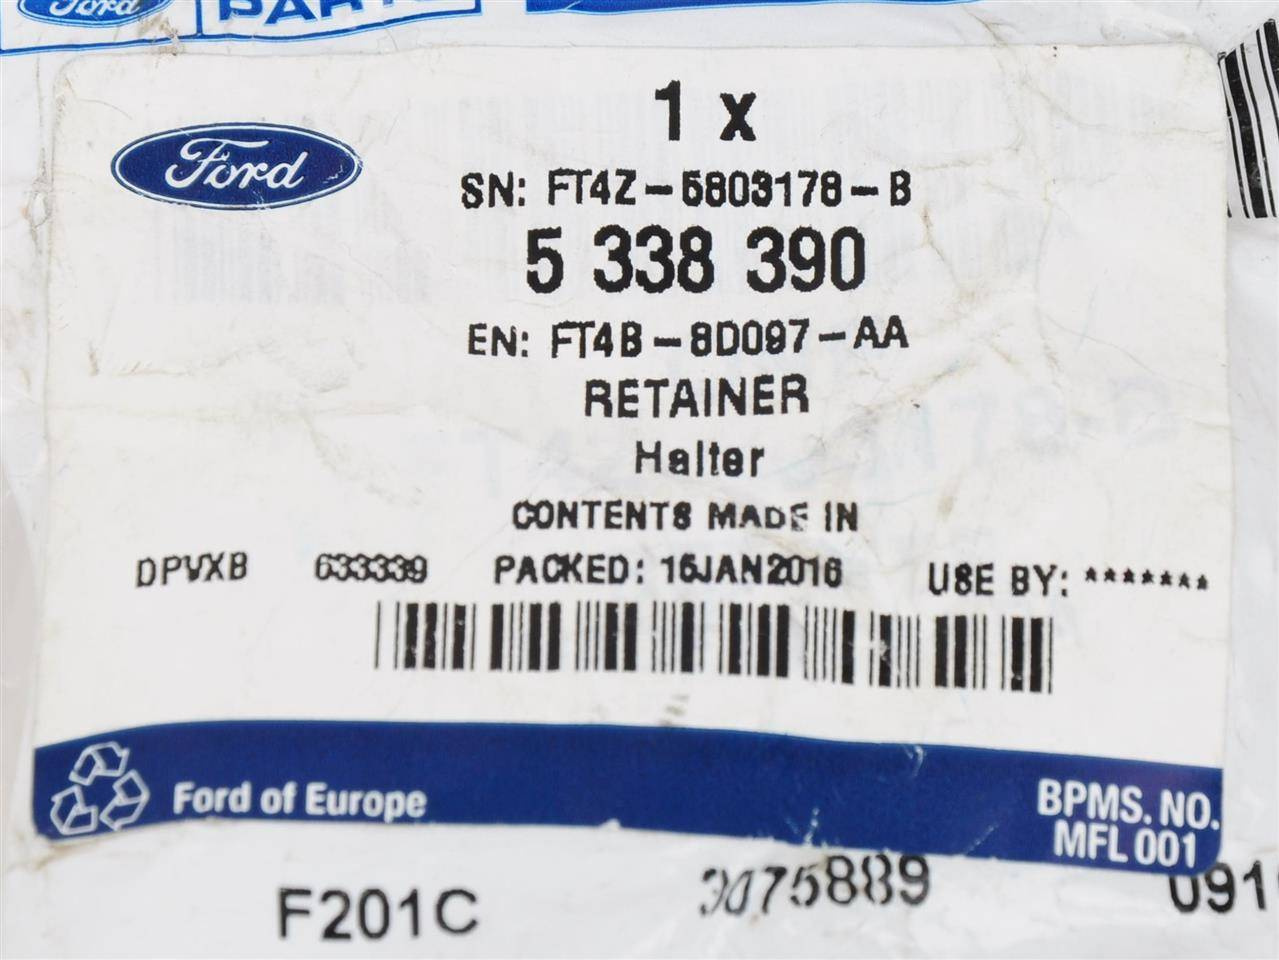 Ford PARTS
1 x
Ford
SN: FT4Z-5803178-B
5 338 390
EN: FT4B-8D097-AA
RETAINER
Halter
CONTENTS MADE IN
DPVXB 633339 PACKED: 15JAN2016 USE BY: *******
Ford of Europe
BPMS. NO.
MFL 001
F201C